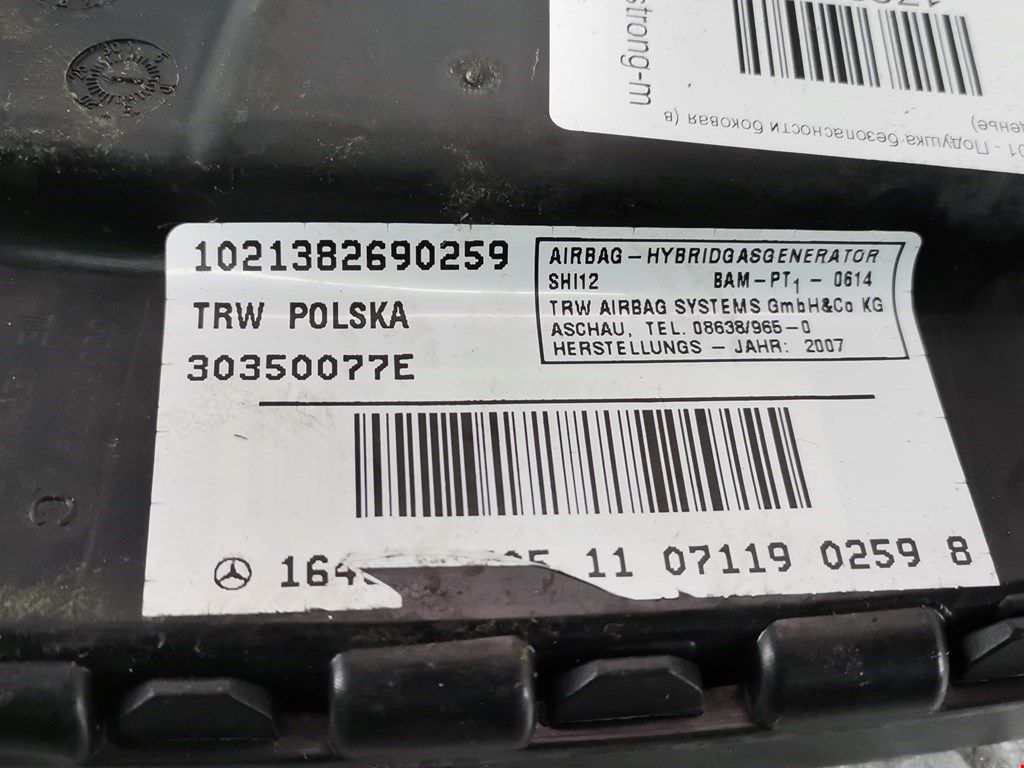 strong-m
01 - Подушка безопасности боковая (в
1021382690259
TRW POLSKA
30350077E
AIRBAG - HYBRIDGASGENERATOR
SHI12 BAM-PT1 - 0614
TRW AIRBAG SYSTEMS GmbH&Co KG
ASCHAU, TEL. 08638/965-0
HERSTELLUNGS - JAHR: 2007
11 07119 0259 8
C